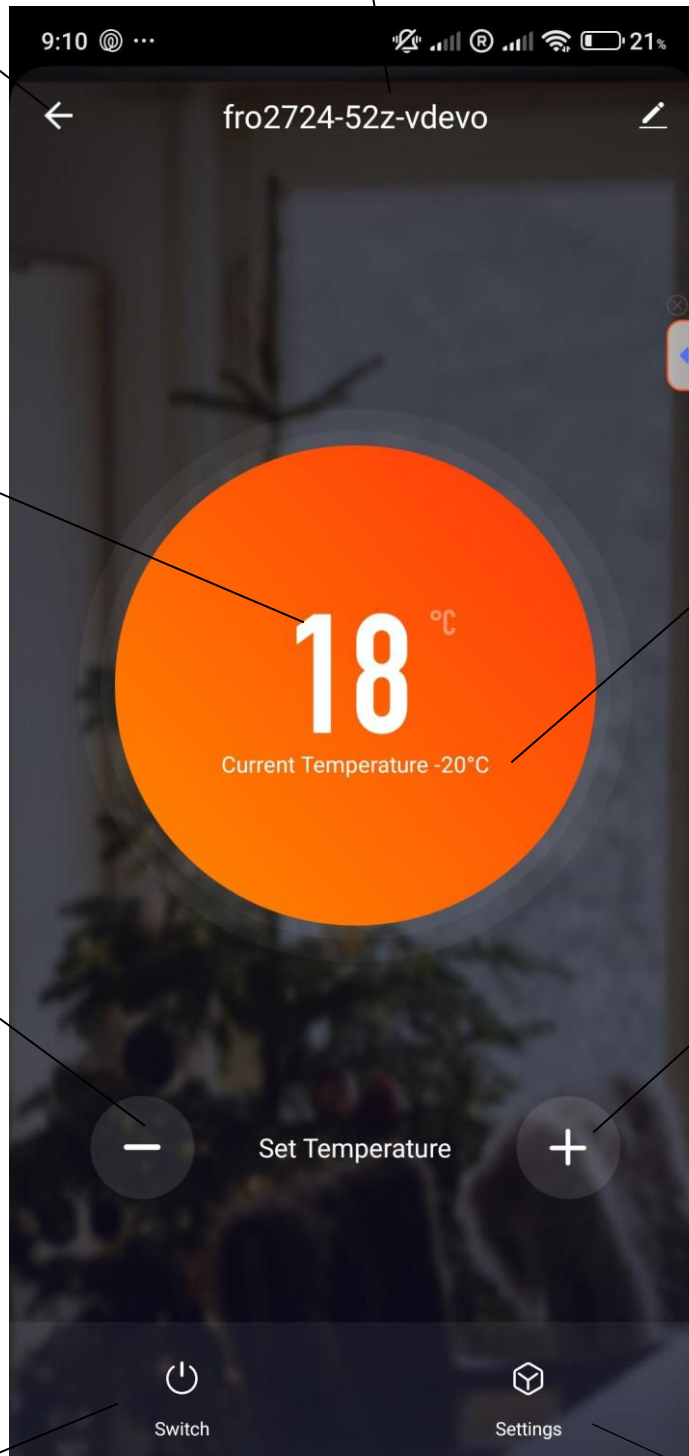 9:10 ... 21%
fro2724-52z-vdevo
18 °C
Current Temperature -20°C
Set Temperature
Switch Settings